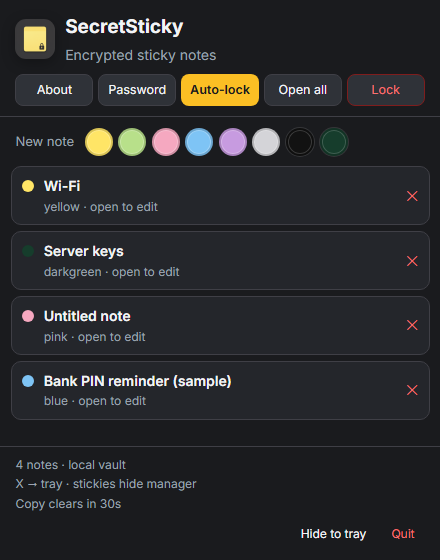 SecretSticky
Encrypted sticky notes
About Password Auto-lock Open all Lock
New note
Wi-Fi
yellow · open to edit
Server keys
darkgreen · open to edit
Untitled note
pink · open to edit
Bank PIN reminder (sample)
blue · open to edit
4 notes · local vault
X → tray · stickies hide manager
Copy clears in 30s
Hide to tray Quit